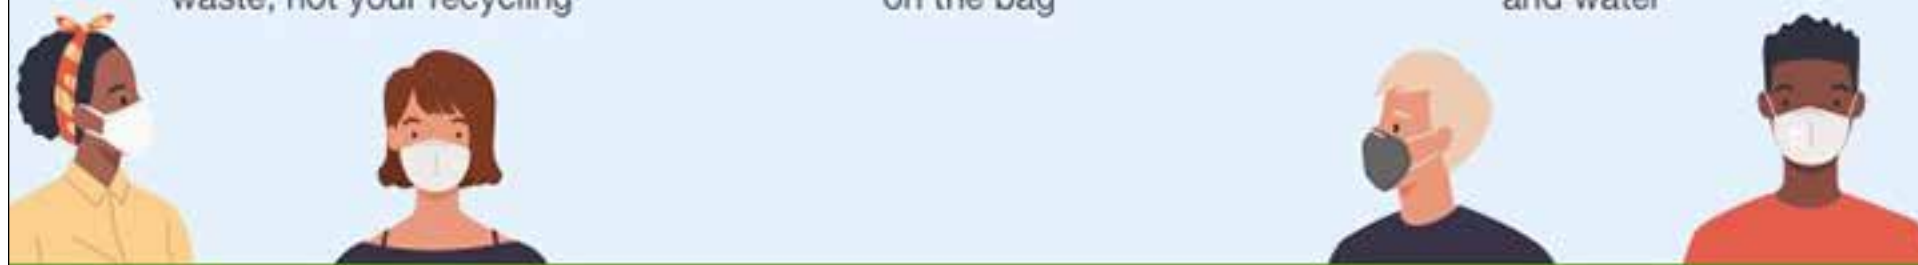 waste, not your recycling
on the bag
and water